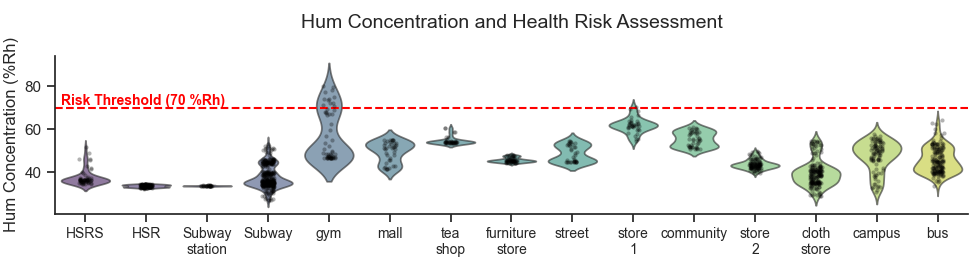 Hum Concentration and Health Risk Assessment
Hum Concentration (%Rh)
80
60
40
Risk Threshold (70 %Rh)
HSRS
HSR
Subway
station
Subway
gym
mall
tea
shop
furniture
store
street
store
1
community
store
2
cloth
store
campus
bus